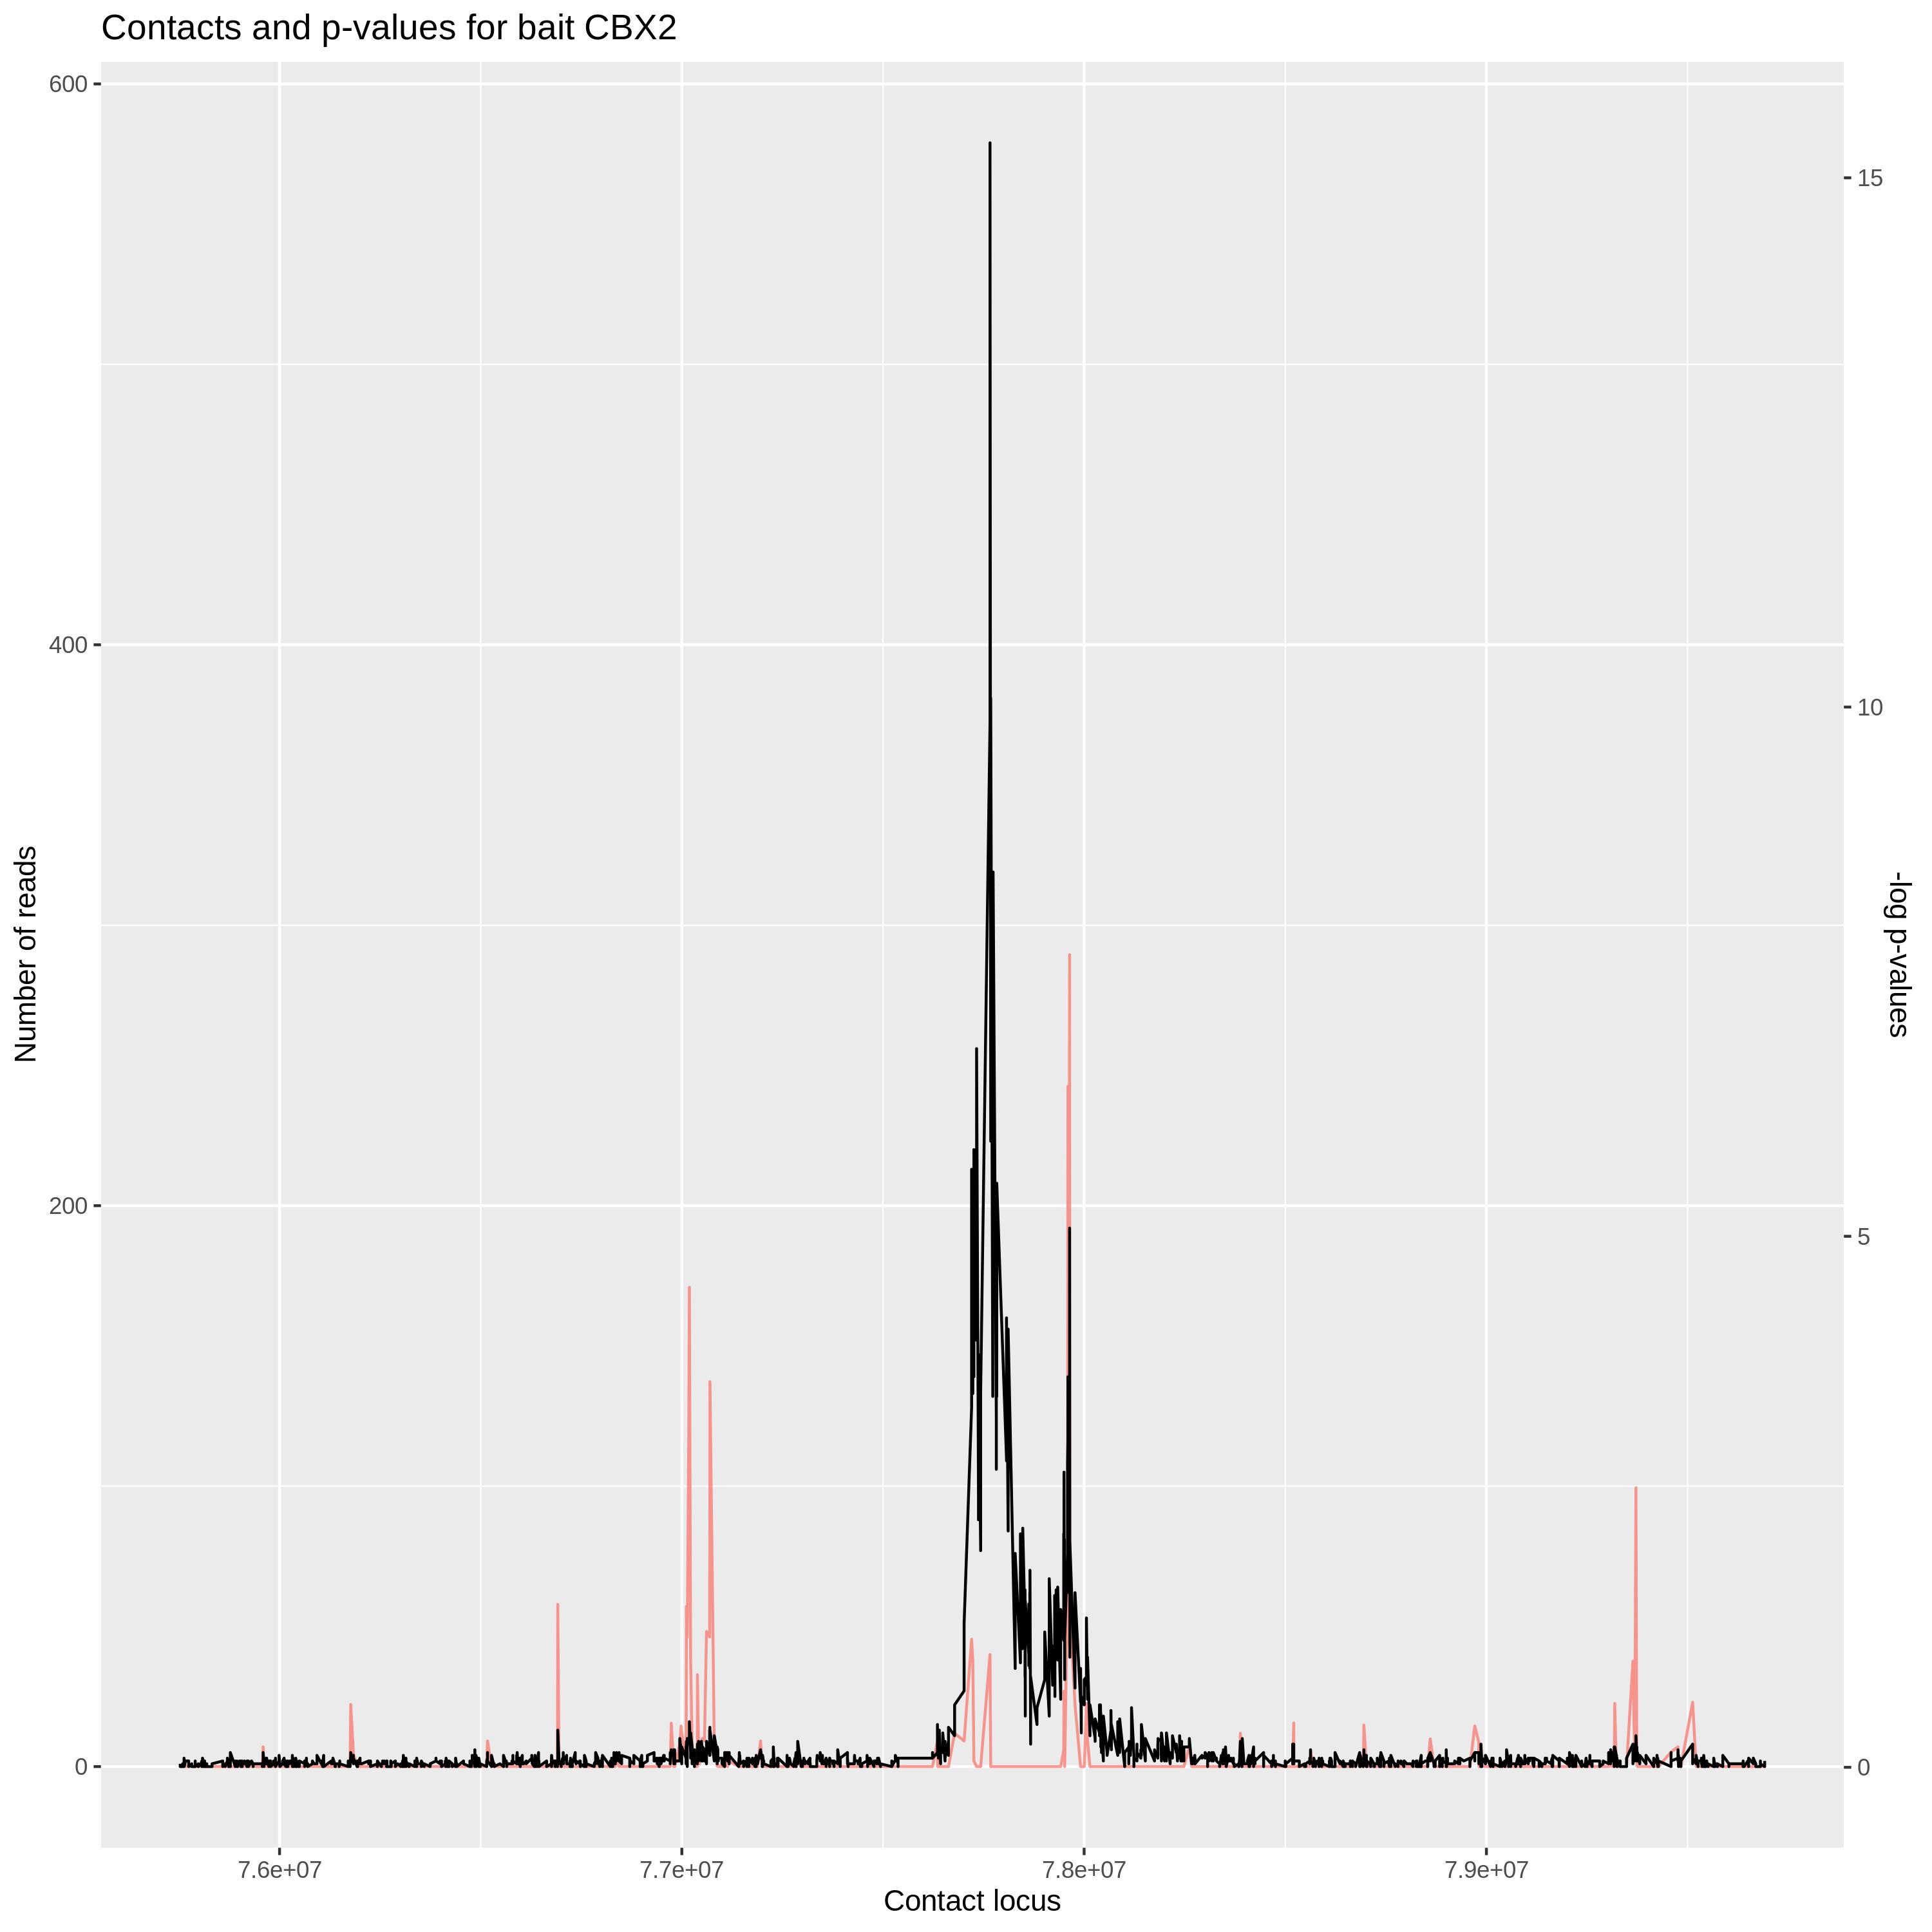 Contacts and p-values for bait CBX2
600
400
200
0
Number of reads
15
10
5
0
-log p-values
7.6e+07
7.7e+07
7.8e+07
7.9e+07
Contact locus